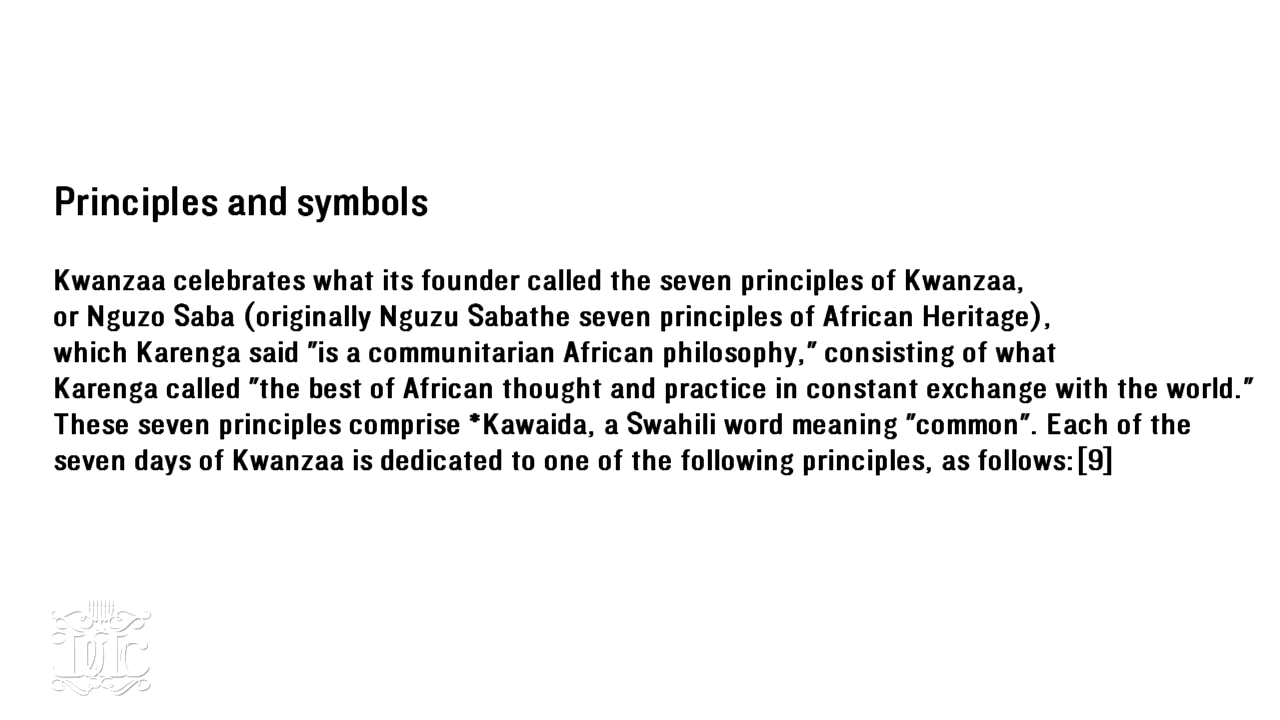 Principles and symbols
Kwanzaa celebrates what its founder called the seven principles of Kwanzaa,
or Nguzo Saba (originally Nguzu Sabathe seven principles of African Heritage),
which Karenga said "is a communitarian African philosophy," consisting of what
Karenga called "the best of African thought and practice in constant exchange with the world."
These seven principles comprise *Kawaida, a Swahili word meaning "common". Each of the
seven days of Kwanzaa is dedicated to one of the following principles, as follows:[9]